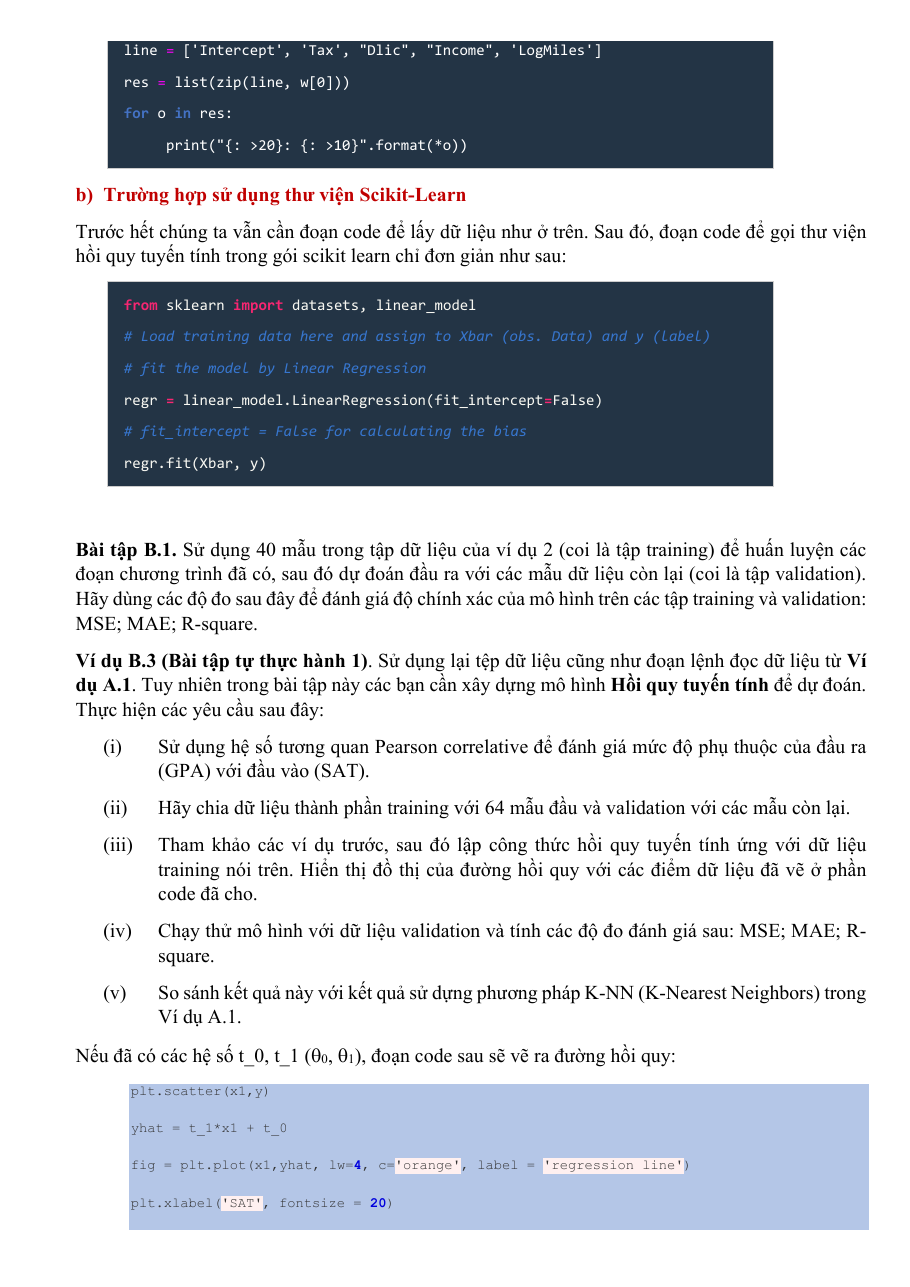 line = ['Intercept', 'Tax', "Dlic", "Income", 'LogMiles']
res = list(zip(line, w[0]))
for o in res:
print("{: >20}: {: >10}".format(*o))
b) Trường hợp sử dụng thư viện Scikit-Learn
Trước hết chúng ta vẫn cần đoạn code để lấy dữ liệu như ở trên. Sau đó, đoạn code để gọi thư viện
hồi quy tuyến tính trong gói scikit learn chỉ đơn giản như sau:
from sklearn import datasets, linear_model
# Load training data here and assign to Xbar (obs. Data) and y (label)
# fit the model by Linear Regression
regr = linear_model.LinearRegression(fit_intercept=False)
# fit_intercept = False for calculating the bias
regr.fit(Xbar, y)
Bài tập B.1. Sử dụng 40 mẫu trong tập dữ liệu của ví dụ 2 (coi là tập training) để huấn luyện các
đoạn chương trình đã có, sau đó dự đoán đầu ra với các mẫu dữ liệu còn lại (coi là tập validation).
Hãy dùng các độ đo sau đây để đánh giá độ chính xác của mô hình trên các tập training và validation:
MSE; MAE; R-square.
Ví dụ B.3 (Bài tập tự thực hành 1). Sử dụng lại tệp dữ liệu cũng như đoạn lệnh đọc dữ liệu từ Ví
dụ A.1. Tuy nhiên trong bài tập này các bạn cần xây dựng mô hình Hồi quy tuyến tính để dự đoán.
Thực hiện các yêu cầu sau đây:
(i) Sử dụng hệ số tương quan Pearson correlative để đánh giá mức độ phụ thuộc của đầu ra
(GPA) với đầu vào (SAT).
(ii) Hãy chia dữ liệu thành phần training với 64 mẫu đầu và validation với các mẫu còn lại.
(iii) Tham khảo các ví dụ trước, sau đó lập công thức hồi quy tuyến tính ứng với dữ liệu
training nói trên. Hiển thị đồ thị của đường hồi quy với các điểm dữ liệu đã vẽ ở phần
code đã cho.
(iv) Chạy thử mô hình với dữ liệu validation và tính các độ đo đánh giá sau: MSE; MAE; R-
square.
(v) So sánh kết quả này với kết quả sử dựng phương pháp K-NN (K-Nearest Neighbors) trong
Ví dụ A.1.
Nếu đã có các hệ số t_0, t_1 (θ₀, θ₁), đoạn code sau sẽ vẽ ra đường hồi quy:
plt.scatter(x1,y)
yhat = t_1*x1 + t_0
fig = plt.plot(x1,yhat, lw=4, c='orange', label = 'regression line')
plt.xlabel('SAT', fontsize = 20)